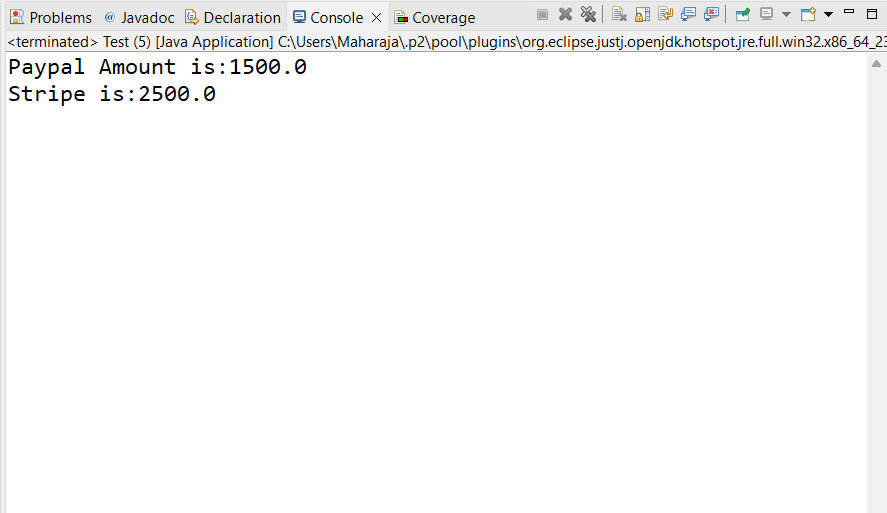 Problems @ Javadoc Declaration Console Coverage
<terminated> Test (5) [Java Application] C:\Users\Maharaja\.p2\pool\plugins\org.eclipse.justj.openjdk.hotspot.jre.full.win32.x86_64_23
Paypal Amount is:1500.0
Stripe is:2500.0